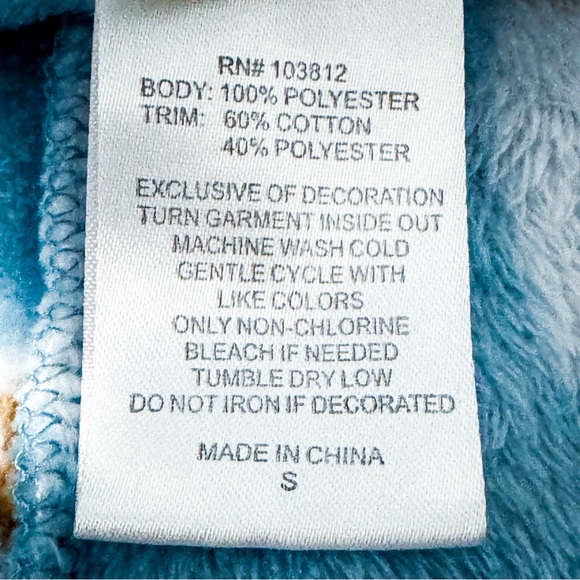 RN# 103812
BODY: 100% POLYESTER
TRIM: 60% COTTON
40% POLYESTER
EXCLUSIVE OF DECORATION
TURN GARMENT INSIDE OUT
MACHINE WASH COLD
GENTLE CYCLE WITH
LIKE COLORS
ONLY NON-CHLORINE
BLEACH IF NEEDED
TUMBLE DRY LOW
DO NOT IRON IF DECORATED
MADE IN CHINA
S